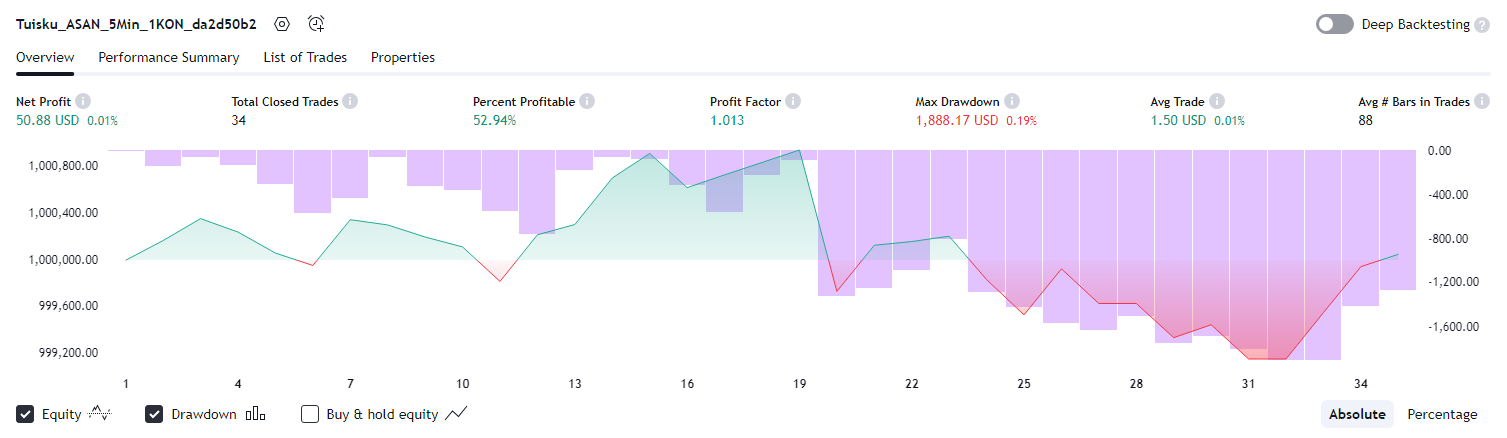 Tuisku_ASAN_5Min_1KON_da2d50b2
Deep Backtesting
Overview Performance Summary List of Trades Properties
Net Profit Total Closed Trades Percent Profitable Profit Factor Max Drawdown Avg Trade Avg # Bars in Trades
50.88 USD 0.01% 34 52.94% 1.013 1,888.17 USD 0.19% 1.50 USD 0.01% 88
1,000,800.00
1,000,400.00
1,000,000.00
999,600.00
999,200.00
0.00
-400.00
-800.00
-1,200.00
-1,600.00
1 4 7 10 13 16 19 22 25 28 31 34
Equity Drawdown Buy & hold equity Absolute Percentage